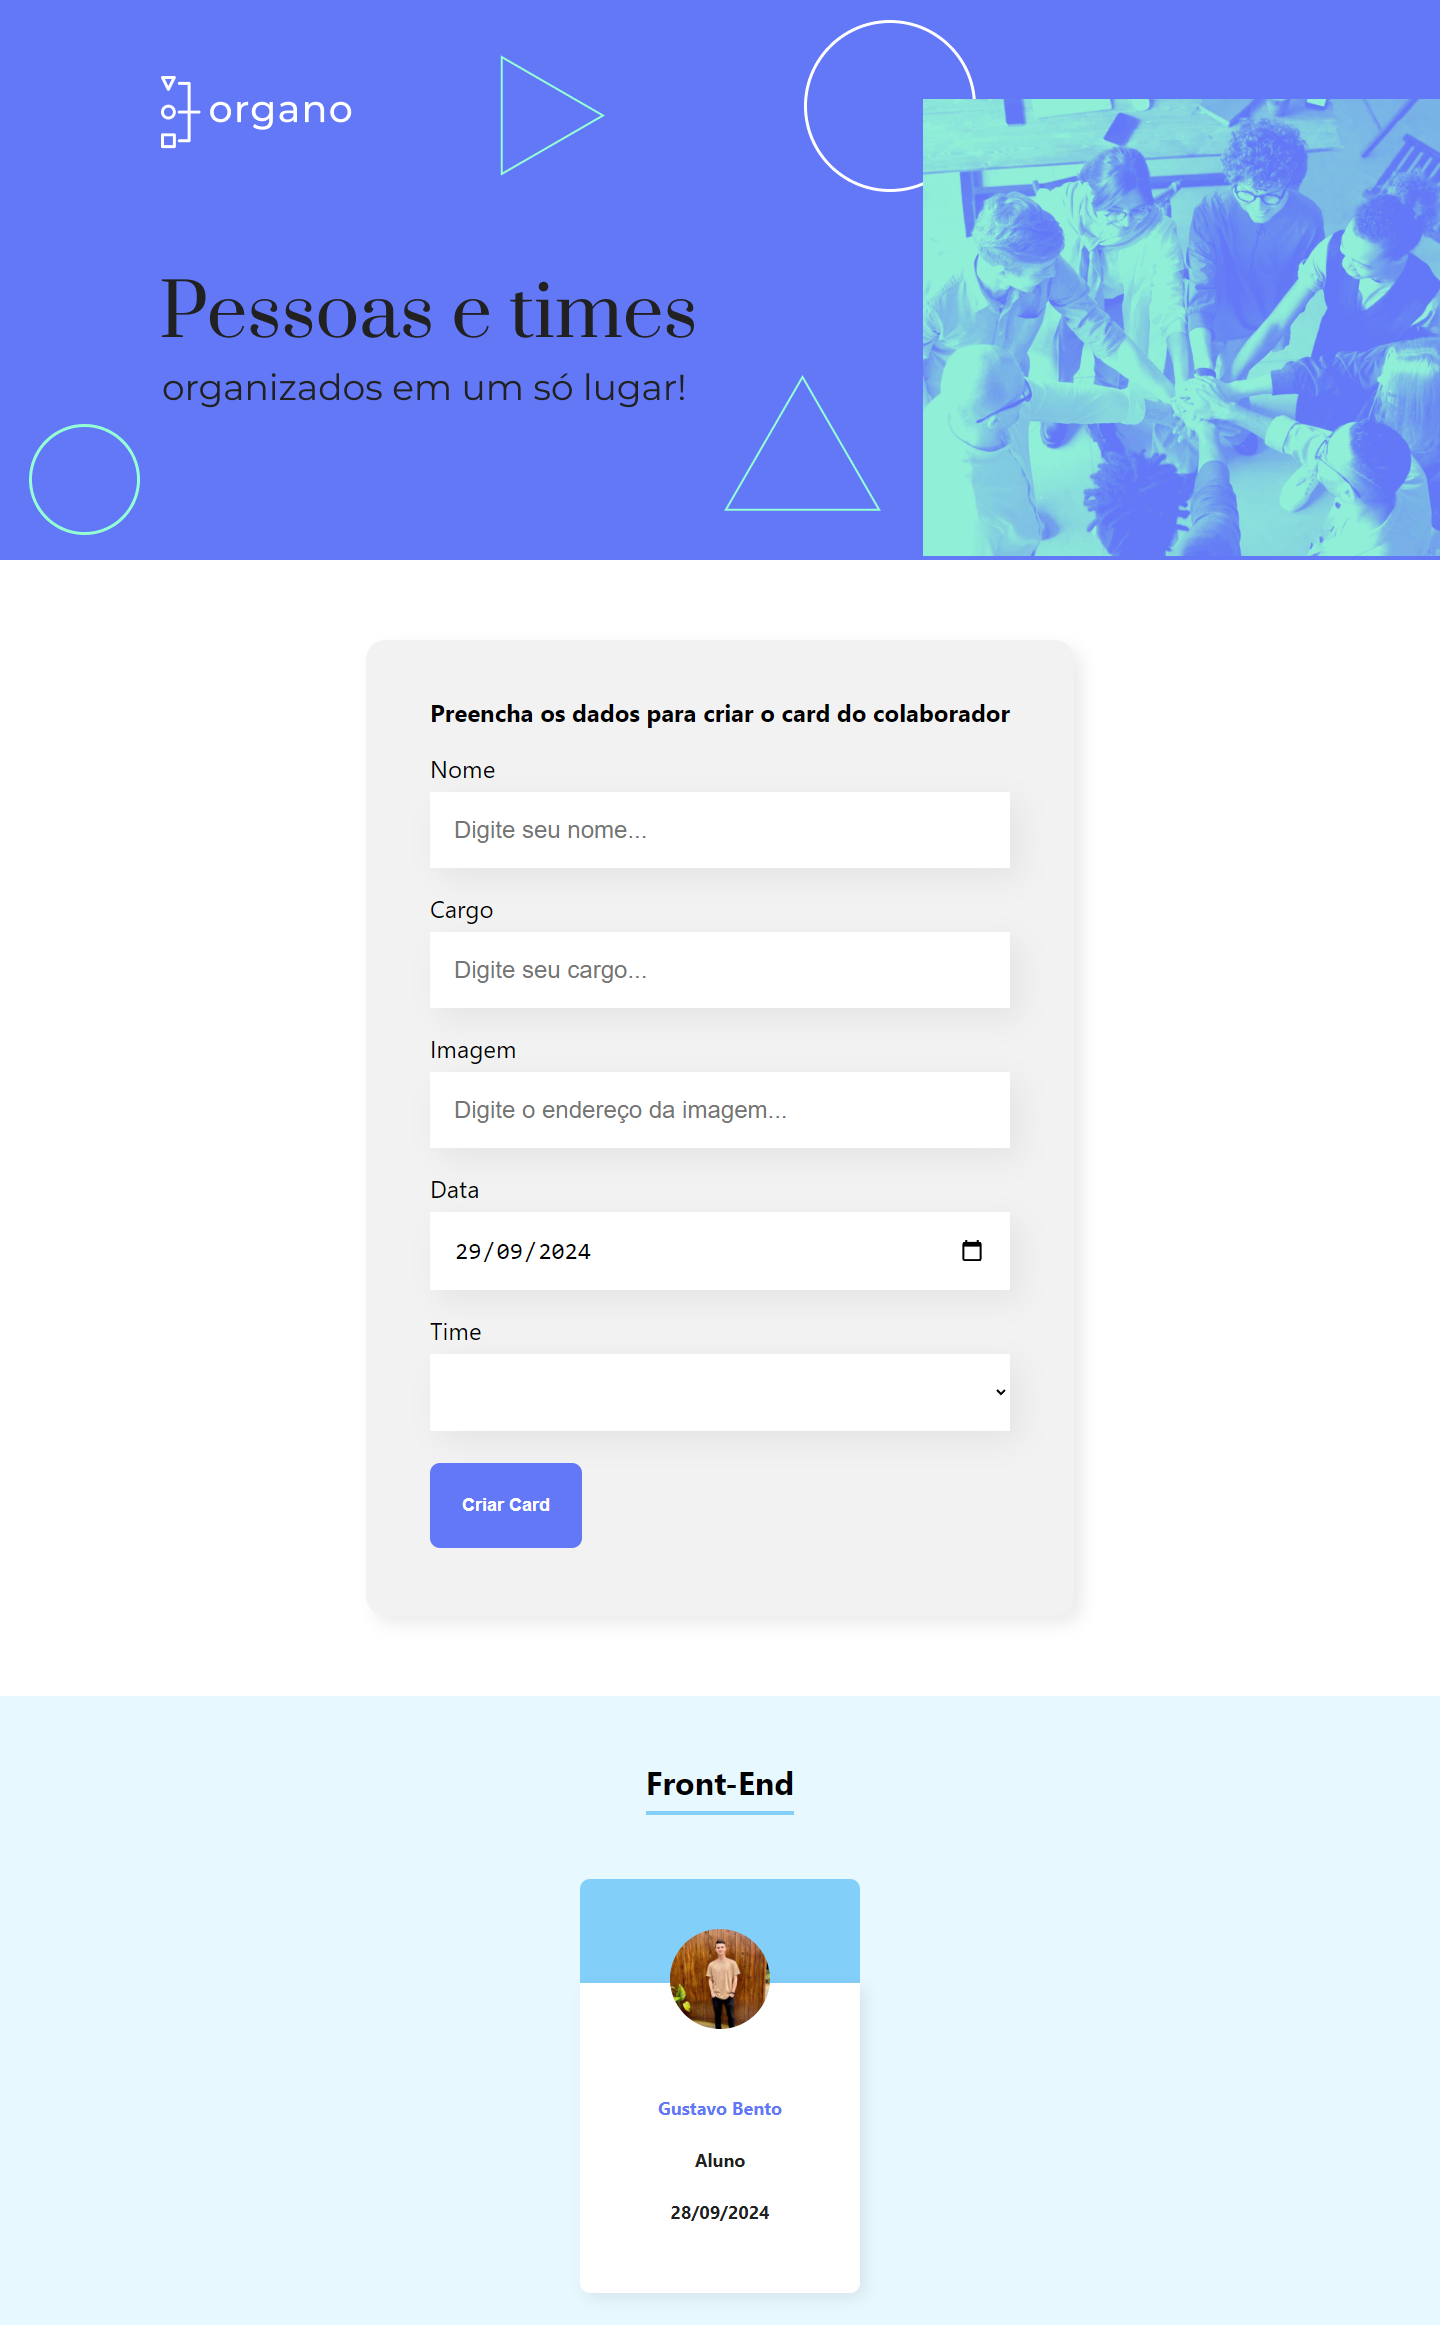 organo
Pessoas e times
organizados em um só lugar!
Preencha os dados para criar o card do colaborador
Nome
Digite seu nome...
Cargo
Digite seu cargo...
Imagem
Digite o endereço da imagem...
Data
29/09/2024
Time
Criar Card
Front-End
Gustavo Bento
Aluno
28/09/2024